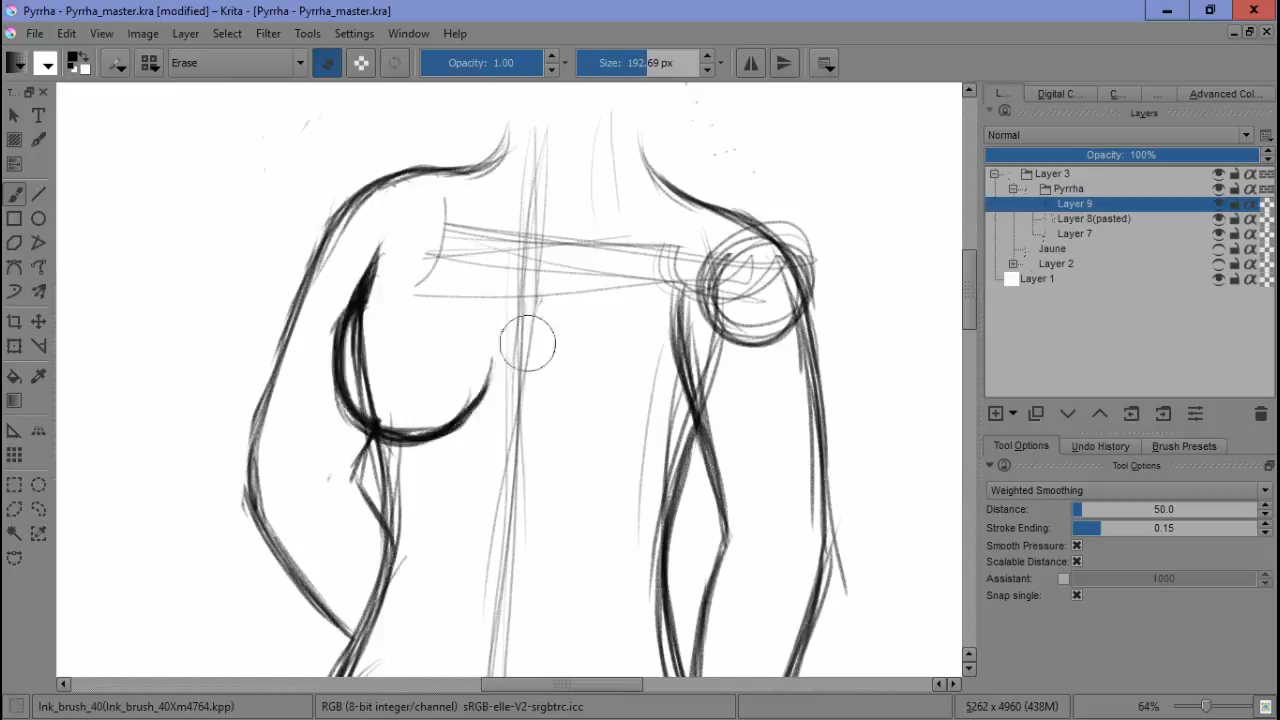 Pyrrha - Pyrrha_master.kra [modified] – Krita - [Pyrrha - Pyrrha_master.kra]
File Edit View Image Layer Select Filter Tools Settings Window Help
Erase Opacity: 1.00 Size: 192.69 px
T...
L... Digital C... C... ... Advanced Col...
Layers
Normal
Opacity: 100%
Layer 3
Pyrrha
Layer 9
Layer 8(pasted)
Layer 7
Jaune
Layer 2
Layer 1
Tool Options Undo History Brush Presets
Tool Options
Weighted Smoothing
Distance: 50.0
Stroke Ending: 0.15
Smooth Pressure:
Scalable Distance:
Assistant: 1000
Snap single:
Ink_brush_40(Ink_brush_40Xm4764.kpp) RGB (8-bit integer/channel) sRGB-elle-V2-srgbtrc.icc 5262 x 4960 (438M) 64%